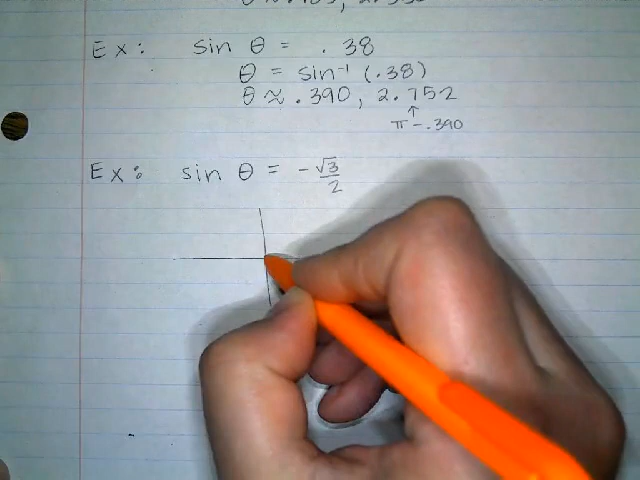 Ex: sin θ = .38
θ = sin⁻¹ (.38)
θ ≈ .390, 2.752
↑
π - .390
Ex: sin θ = -√3/2